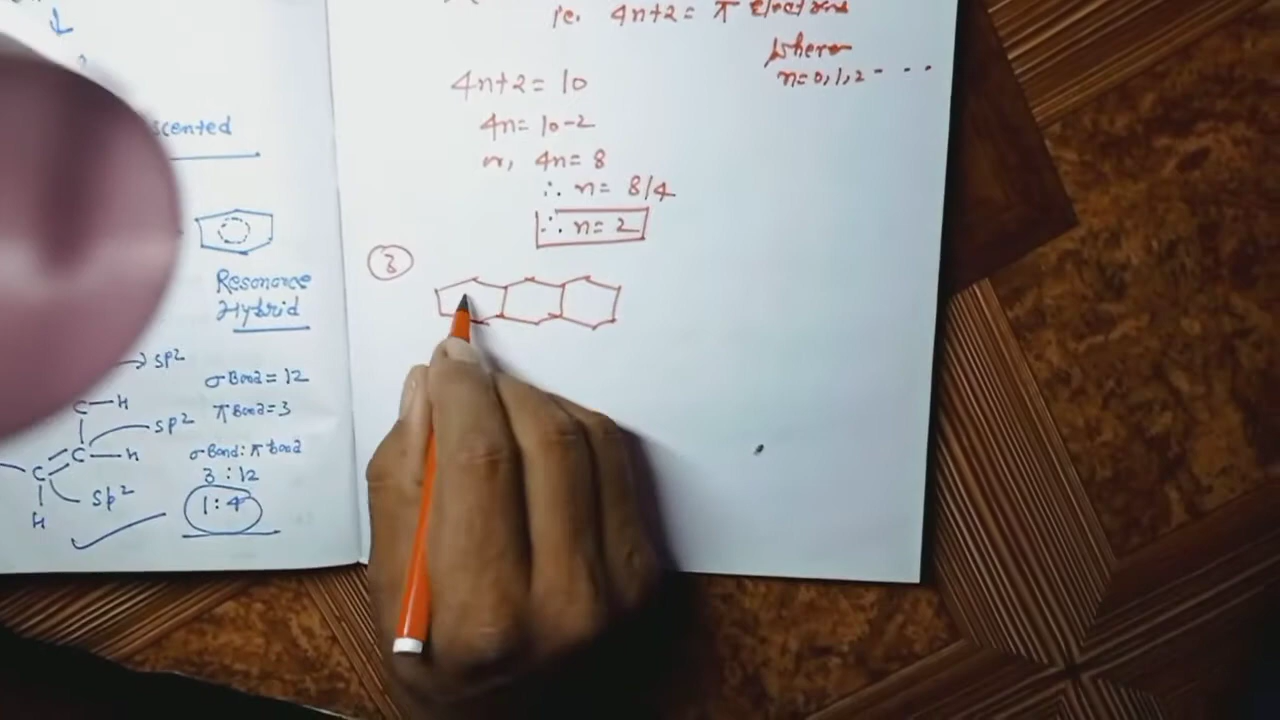 scented
Resonance
Hybrid
sp²
σ Bond = 12
C—H
π Bond = 3
sp²
σ Bond : π bond
C—H
3 : 12
C
sp²
1 : 4
H
ie. 4n+2 = π Electrons
where
n=0,1,2 - - - -
4n+2 = 10
4n = 10-2
or, 4n = 8
∴ n = 8/4
∴ n = 2
3